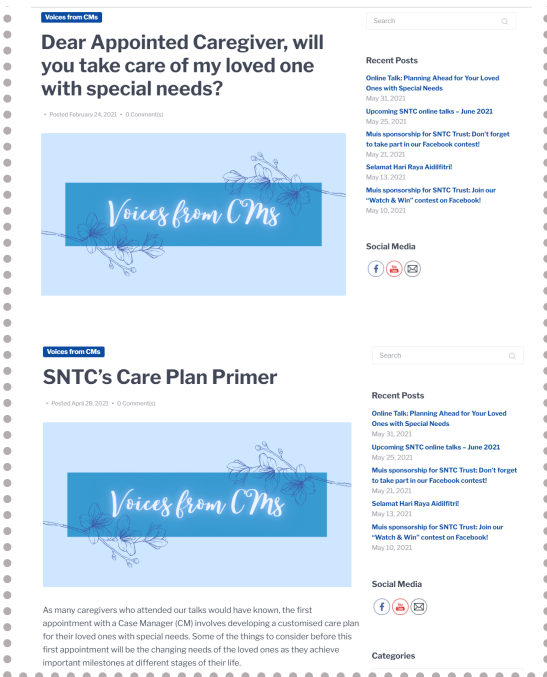 Voices from CMs
Dear Appointed Caregiver, will
you take care of my loved one
with special needs?
• Posted February 24, 2021 • 0 Comment(s)
Voices from CMs
Search
Recent Posts
Online Talk: Planning Ahead for Your Loved
Ones with Special Needs
May 31, 2021
Upcoming SNTC online talks – June 2021
May 25, 2021
Muis sponsorship for SNTC Trust: Don't forget
to take part in our Facebook contest!
May 21, 2021
Selamat Hari Raya Aidilfitri!
May 13, 2021
Muis sponsorship for SNTC Trust: Join our
"Watch & Win" contest on Facebook!
May 10, 2021
Social Media
f
You
Voices from CMs
SNTC's Care Plan Primer
• Posted April 28, 2021 • 0 Comment(s)
Voices from CMs
As many caregivers who attended our talks would have known, the first
appointment with a Case Manager (CM) involves developing a customised care plan
for their loved ones with special needs. Some of the things to consider before this
first appointment will be the changing needs of the loved ones as they achieve
important milestones at different stages of their life.
Search
Recent Posts
Online Talk: Planning Ahead for Your Loved
Ones with Special Needs
May 31, 2021
Upcoming SNTC online talks – June 2021
May 25, 2021
Muis sponsorship for SNTC Trust: Don't forget
to take part in our Facebook contest!
May 21, 2021
Selamat Hari Raya Aidilfitri!
May 13, 2021
Muis sponsorship for SNTC Trust: Join our
"Watch & Win" contest on Facebook!
May 10, 2021
Social Media
f
You
Categories